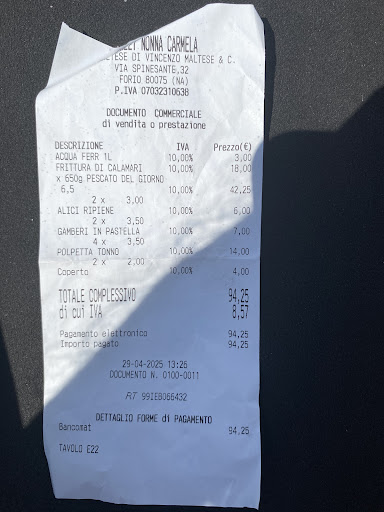 NONNA CARMELA
DI VINCENZO MALTESE & C.
VIA SPINESANTE,32
FORIO 80075 (NA)
P.IVA 07032310638
DOCUMENTO COMMERCIALE
di vendita o prestazione
DESCRIZIONE IVA Prezzo(€)
ACQUA FERR 1L 10,00% 3,00
FRITTURA DI CALAMARI 10,00% 18,00
x 650g PESCATO DEL GIORNO
6,5 10,00% 42,25
2 x 3,00
ALICI RIPIENE 10,00% 6,00
2 x 3,50
GAMBERI IN PASTELLA 10,00% 7,00
4 x 3,50
POLPETTA TONNO 10,00% 14,00
2 x 2,00
Coperto 10,00% 4,00
TOTALE COMPLESSIVO 94,25
di cui IVA 8,57
Pagamento elettronico 94,25
Importo pagato 94,25
29-04-2025 13:26
DOCUMENTO N. 0100-0011
RT 99IEB066432
DETTAGLIO FORME di PAGAMENTO
Bancomat 94,25
TAVOLO E22